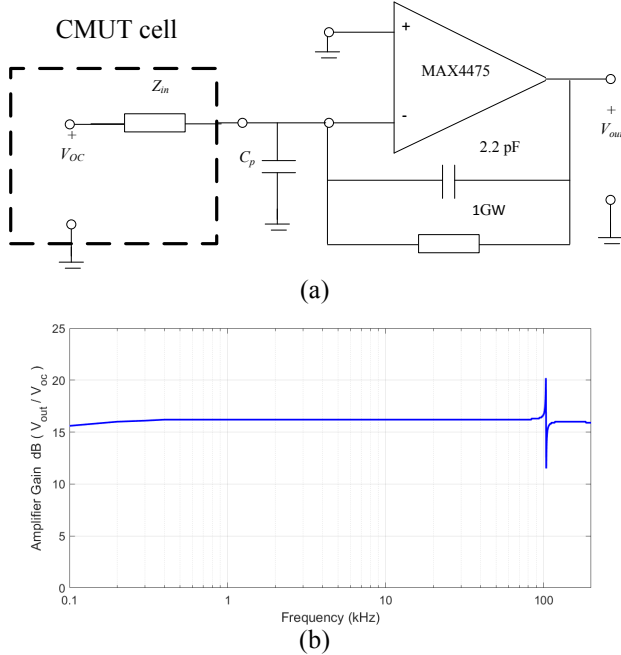 CMUT cell
Z_in
+
V_OC
C_p
+
-
MAX4475
2.2 pF
1GW
+
V_out
(a)
25
20
15
10
5
0
Amplifier Gain dB ( V_out / V_oc )
0.1
1
10
100
Frequency (kHz)
(b)